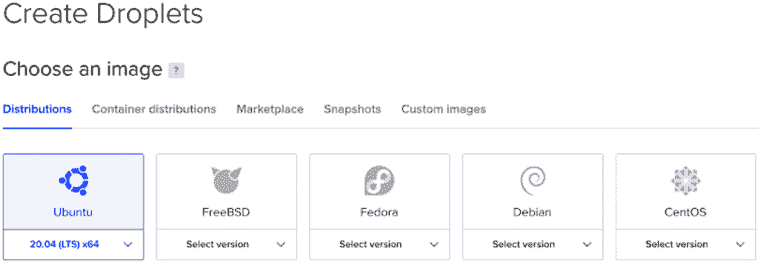 Create Droplets
Choose an image ?
Distributions Container distributions Marketplace Snapshots Custom images
Ubuntu FreeBSD Fedora Debian CentOS
20.04 (LTS) x64 Select version Select version Select version Select version